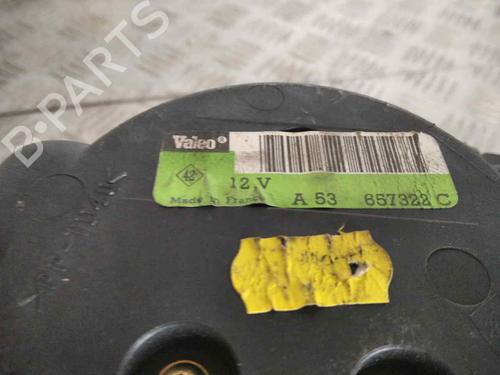 B-PARTS
Valeo®
42
12 V
Made in France
A 53 657322 C